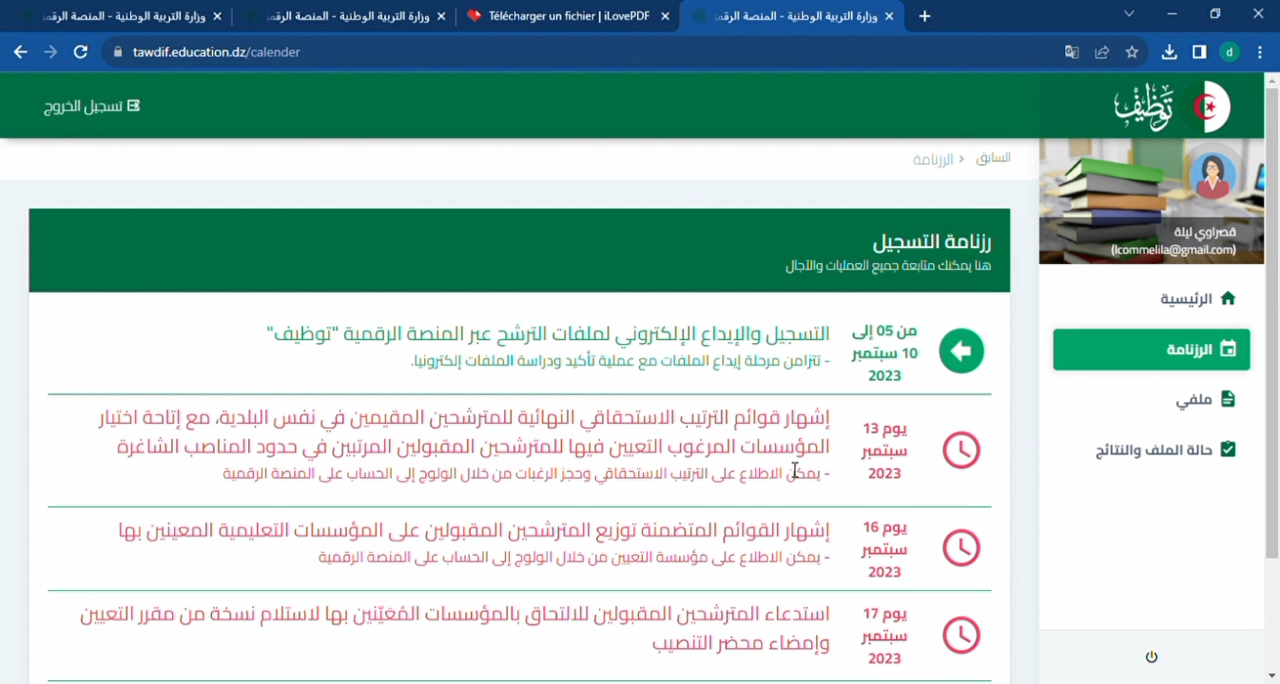 وزارة التربية الوطنية - المنصة الرقم
وزارة التربية الوطنية - المنصة الرقم
Télécharger un fichier | iLovePDF
وزارة التربية الوطنية - المنصة الرقم
tawdif.education.dz/calender
d
توظيف
تسجيل الخروج
السابق > الرزنامة
قصراوي ليلة
(lcommelila@gmail.com)
الرئيسية
الرزنامة
ملفي
حالة الملف والنتائج
رزنامة التسجيل
هنا يمكنك متابعة جميع العمليات والآجال
من 05 إلى
10 سبتمبر
2023
التسجيل والإيداع الإلكتروني لملفات الترشح عبر المنصة الرقمية "توظيف"
- تتزامن مرحلة إيداع الملفات مع عملية تأكيد ودراسة الملفات إلكترونيا.
يوم 13
سبتمبر
2023
إشهار قوائم الترتيب الاستحقاقي النهائية للمترشحين المقيمين في نفس البلدية، مع إتاحة اختيار
المؤسسات المرغوب التعيين فيها للمترشحين المقبولين المرتبين في حدود المناصب الشاغرة
- يمكن الاطلاع على الترتيب الاستحقاقي وحجز الرغبات من خلال الولوج إلى الحساب على المنصة الرقمية
يوم 16
سبتمبر
2023
إشهار القوائم المتضمنة توزيع المترشحين المقبولين على المؤسسات التعليمية المعينين بها
- يمكن الاطلاع على مؤسسة التعيين من خلال الولوج إلى الحساب على المنصة الرقمية
يوم 17
سبتمبر
2023
استدعاء المترشحين المقبولين للالتحاق بالمؤسسات المُعَيّنين بها لاستلام نسخة من مقرر التعيين
وإمضاء محضر التنصيب